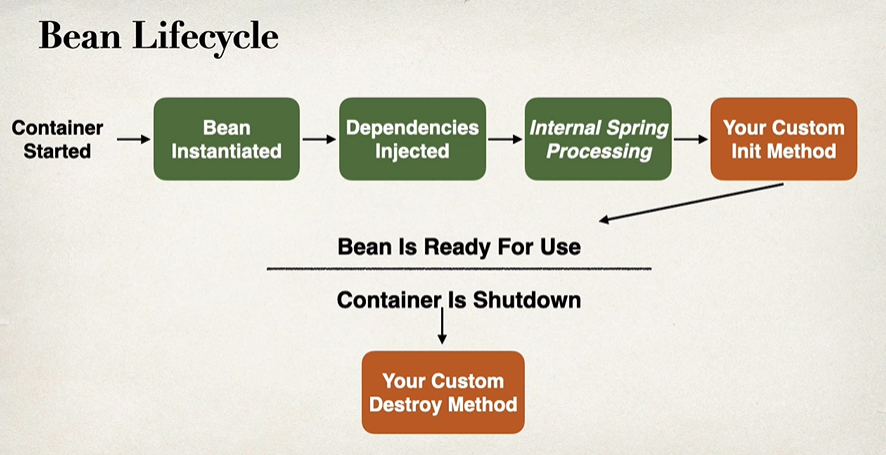 Bean Lifecycle
Container
Started
Bean
Instantiated
Dependencies
Injected
Internal Spring
Processing
Your Custom
Init Method
Bean Is Ready For Use
Container Is Shutdown
Your Custom
Destroy Method